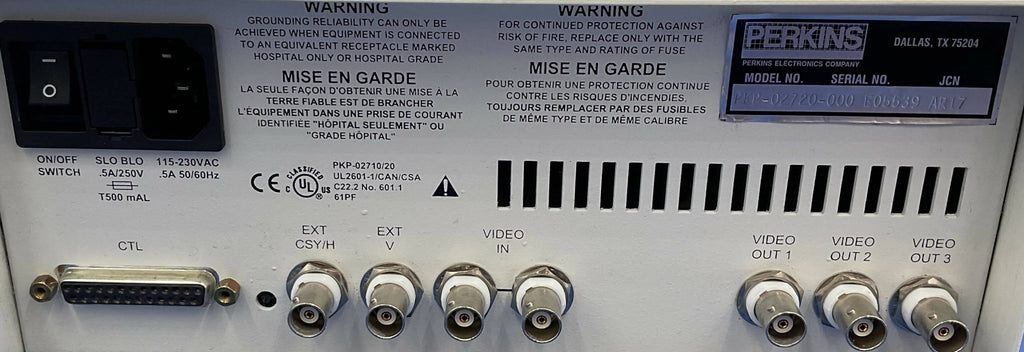 WARNING
GROUNDING RELIABILITY CAN ONLY BE
ACHIEVED WHEN EQUIPMENT IS CONNECTED
TO AN EQUIVALENT RECEPTACLE MARKED
HOSPITAL ONLY OR HOSPITAL GRADE
MISE EN GARDE
LA SEULE FAÇON D'OBTENIR UNE MISE À LA
TERRE FIABLE EST DE BRANCHER
L'ÉQUIPEMENT DANS UNE PRISE DE COURANT
IDENTIFIÉE "HÔPITAL SEULEMENT" OU
"GRADE HÔPITAL"
WARNING
FOR CONTINUED PROTECTION AGAINST
RISK OF FIRE, REPLACE ONLY WITH THE
SAME TYPE AND RATING OF FUSE
MISE EN GARDE
POUR OBTENIR UNE PROTECTION CONTINUE
CONTRE LES RISQUES D'INCENDIES,
TOUJOURS REMPLACER PAR DES FUSIBLES
DE MÊME TYPE ET DE MÊME CALIBRE
PERKINS
DALLAS, TX 75204
PERKINS ELECTRONICS COMPANY
MODEL NO. SERIAL NO. JCN
PKP-02720-000 E05639 ART7
ON/OFF
SWITCH
SLO BLO
.5A/250V
T500 mAL
115-230VAC
.5A 50/60Hz
CE
CLASSIFIED
C UL US
PKP-02710/20
UL2601-1/CAN/CSA
C22.2 No. 601.1
61PF
CTL
EXT
CSY/H
EXT
V
VIDEO
IN
VIDEO
OUT 1
VIDEO
OUT 2
VIDEO
OUT 3